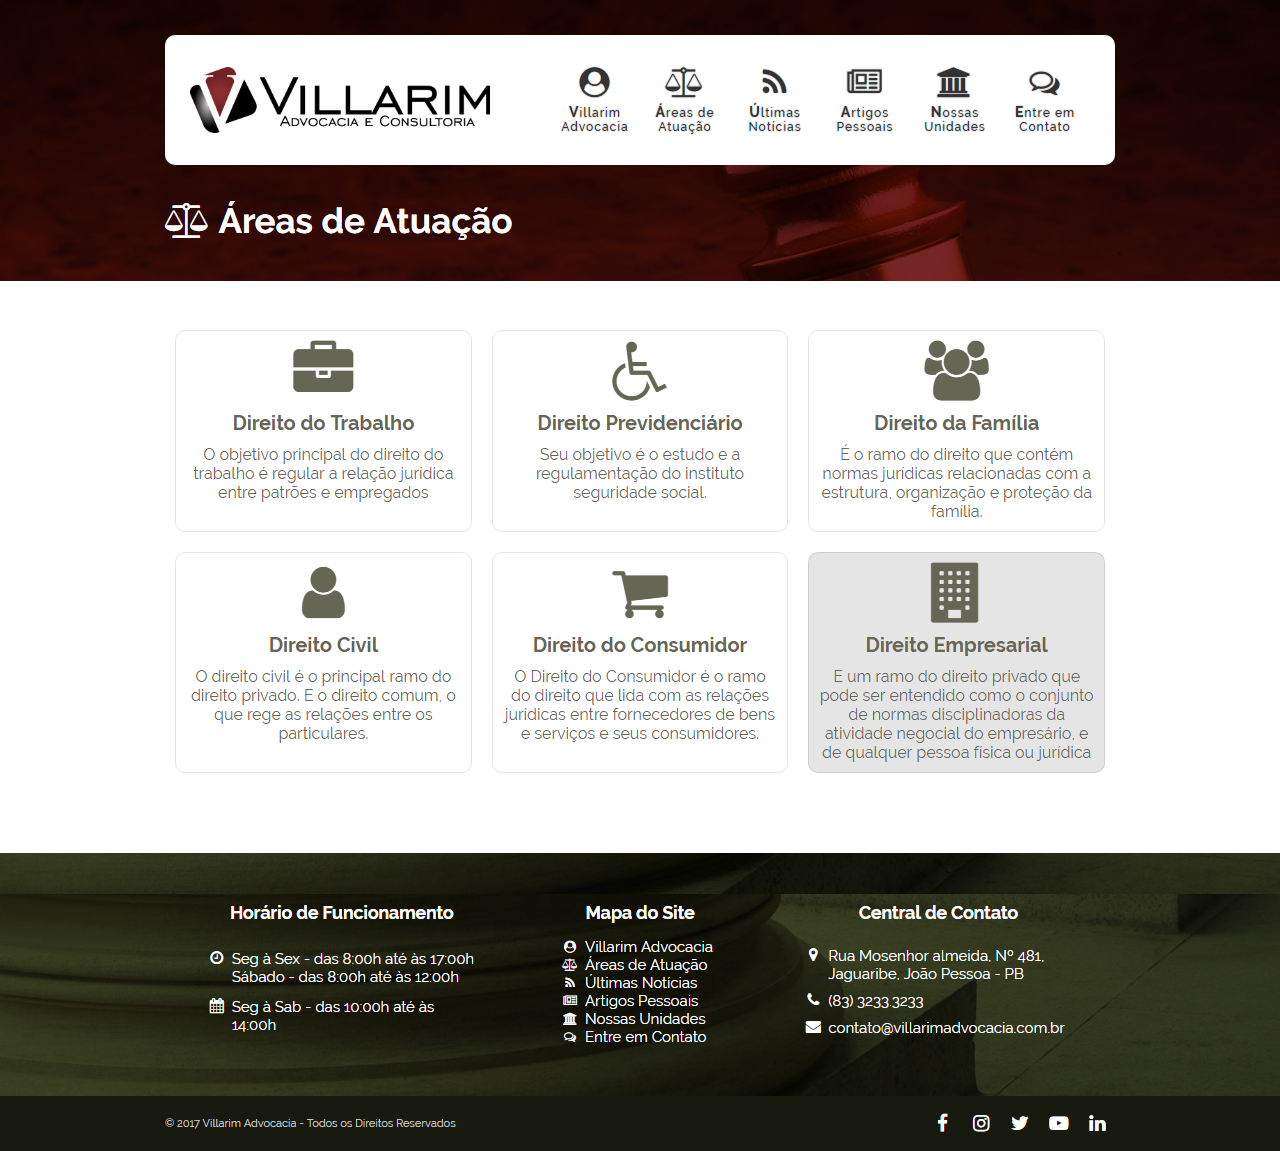 VILLARIM
ADVOCACIA E CONSULTORIA
Villarim
Advocacia
Áreas de
Atuação
Últimas
Notícias
Artigos
Pessoais
Nossas
Unidades
Entre em
Contato
Áreas de Atuação
Direito do Trabalho
O objetivo principal do direito do
trabalho é regular a relação jurídica
entre patrões e empregados
Direito Previdenciário
Seu objetivo é o estudo e a
regulamentação do instituto
seguridade social.
Direito da Família
É o ramo do direito que contém
normas jurídicas relacionadas com a
estrutura, organização e proteção da
família.
Direito Civil
O direito civil é o principal ramo do
direito privado. E o direito comum, o
que rege as relações entre os
particulares.
Direito do Consumidor
O Direito do Consumidor é o ramo
do direito que lida com as relações
jurídicas entre fornecedores de bens
e serviços e seus consumidores.
Direito Empresarial
E um ramo do direito privado que
pode ser entendido como o conjunto
de normas disciplinadoras da
atividade negocial do empresário, e
de qualquer pessoa física ou jurídica
Horário de Funcionamento
Seg à Sex - das 8:00h até às 17:00h
Sábado - das 8:00h até às 12:00h
Seg à Sab - das 10:00h até às
14:00h
Mapa do Site
Villarim Advocacia
Áreas de Atuação
Últimas Notícias
Artigos Pessoais
Nossas Unidades
Entre em Contato
Central de Contato
Rua Mosenhor almeida, Nº 481,
Jaguaribe, João Pessoa - PB
(83) 3233.3233
contato@villarimadvocacia.com.br
© 2017 Villarim Advocacia - Todos os Direitos Reservados